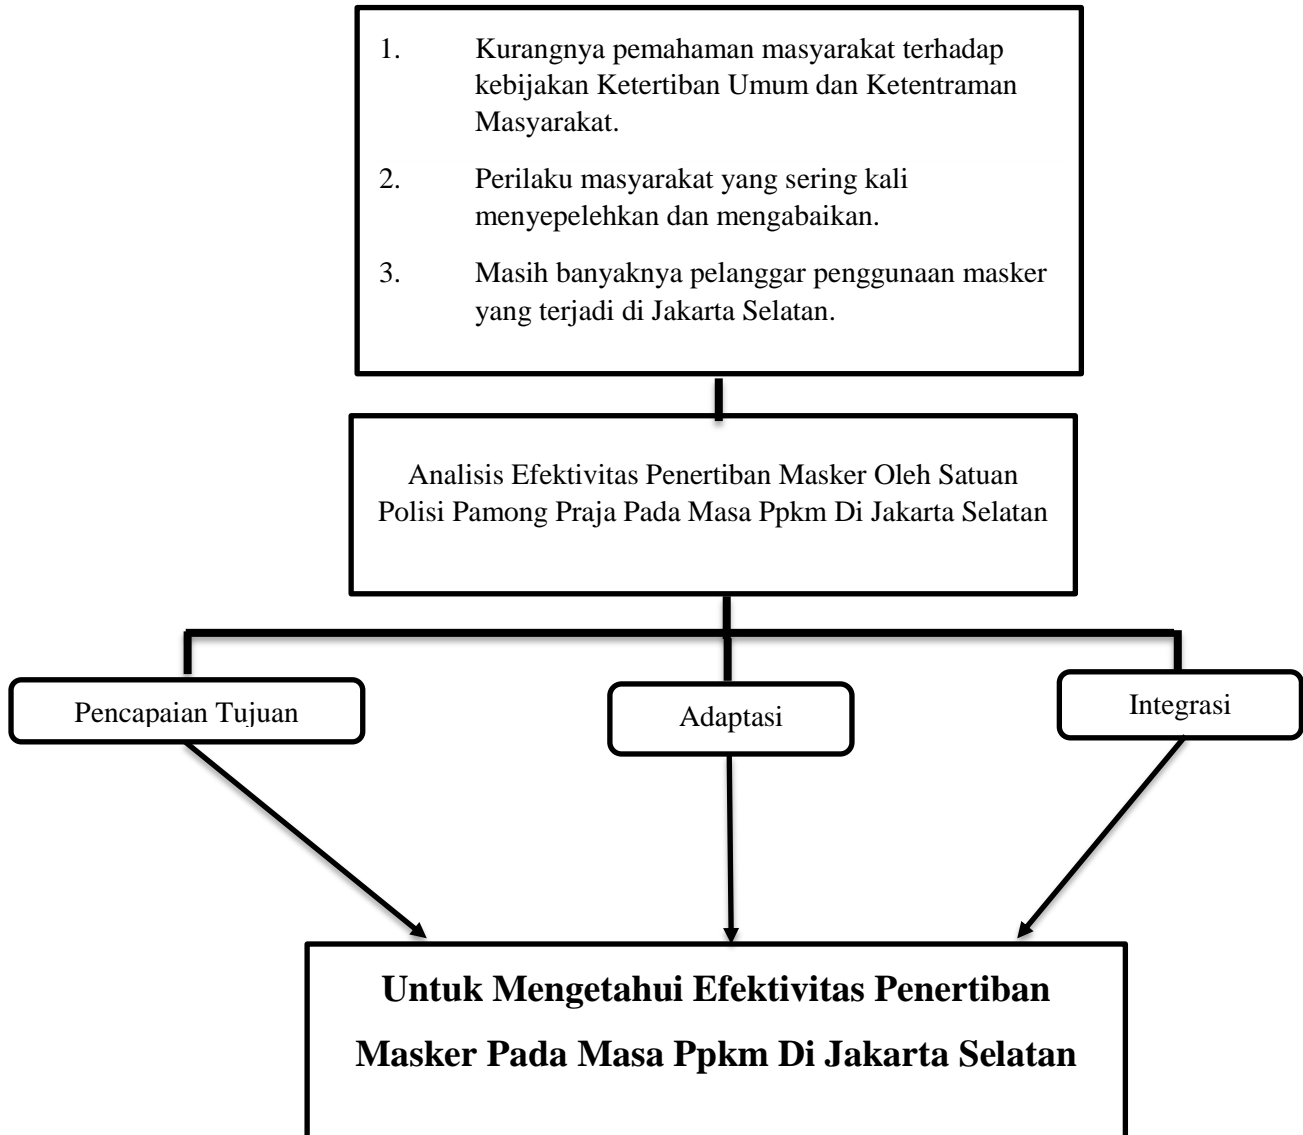 1. Kurangnya pemahaman masyarakat terhadap
kebijakan Ketertiban Umum dan Ketentraman
Masyarakat.
2. Perilaku masyarakat yang sering kali
menyepelehkan dan mengabaikan.
3. Masih banyaknya pelanggar penggunaan masker
yang terjadi di Jakarta Selatan.
Analisis Efektivitas Penertiban Masker Oleh Satuan
Polisi Pamong Praja Pada Masa Ppkm Di Jakarta Selatan
Pencapaian Tujuan
Adaptasi
Integrasi
Untuk Mengetahui Efektivitas Penertiban
Masker Pada Masa Ppkm Di Jakarta Selatan